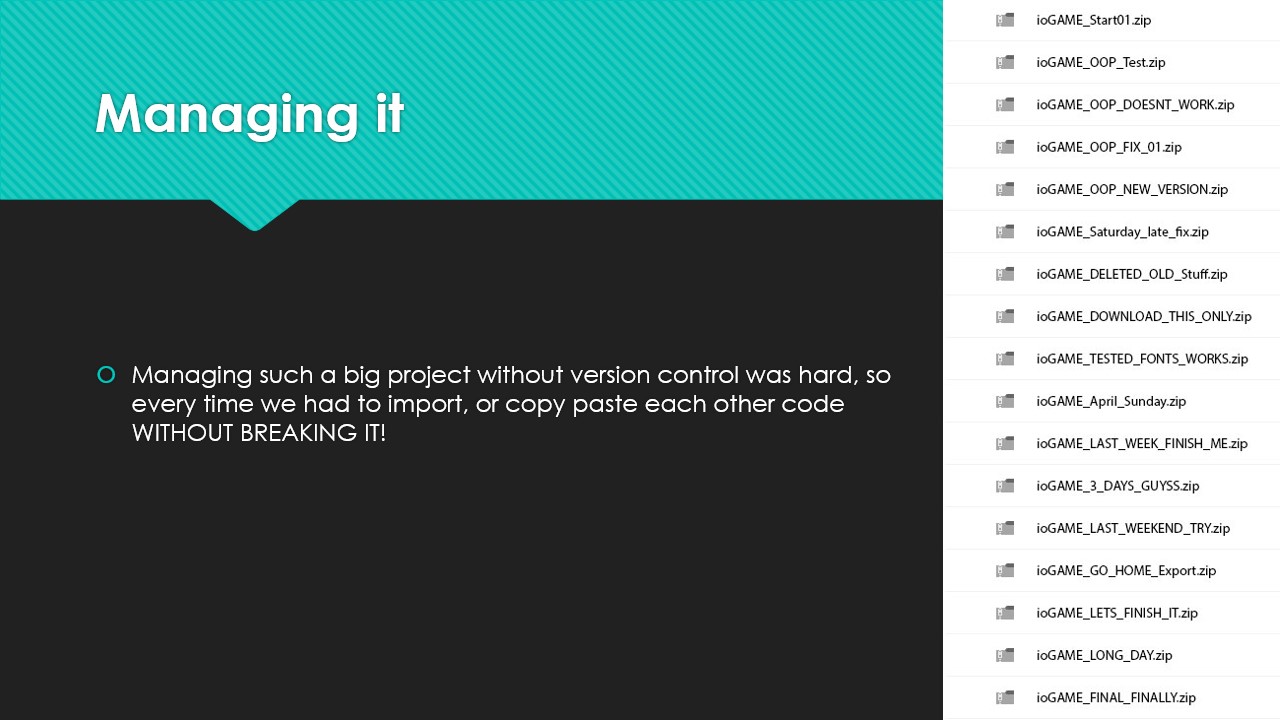 Managing it
Managing such a big project without version control was hard, so
every time we had to import, or copy paste each other code
WITHOUT BREAKING IT!
ioGAME_Start01.zip
ioGAME_OOP_Test.zip
ioGAME_OOP_DOESNT_WORK.zip
ioGAME_OOP_FIX_01.zip
ioGAME_OOP_NEW_VERSION.zip
ioGAME_Saturday_late_fix.zip
ioGAME_DELETED_OLD_Stuff.zip
ioGAME_DOWNLOAD_THIS_ONLY.zip
ioGAME_TESTED_FONTS_WORKS.zip
ioGAME_April_Sunday.zip
ioGAME_LAST_WEEK_FINISH_ME.zip
ioGAME_3_DAYS_GUYSS.zip
ioGAME_LAST_WEEKEND_TRY.zip
ioGAME_GO_HOME_Export.zip
ioGAME_LETS_FINISH_IT.zip
ioGAME_LONG_DAY.zip
ioGAME_FINAL_FINALLY.zip